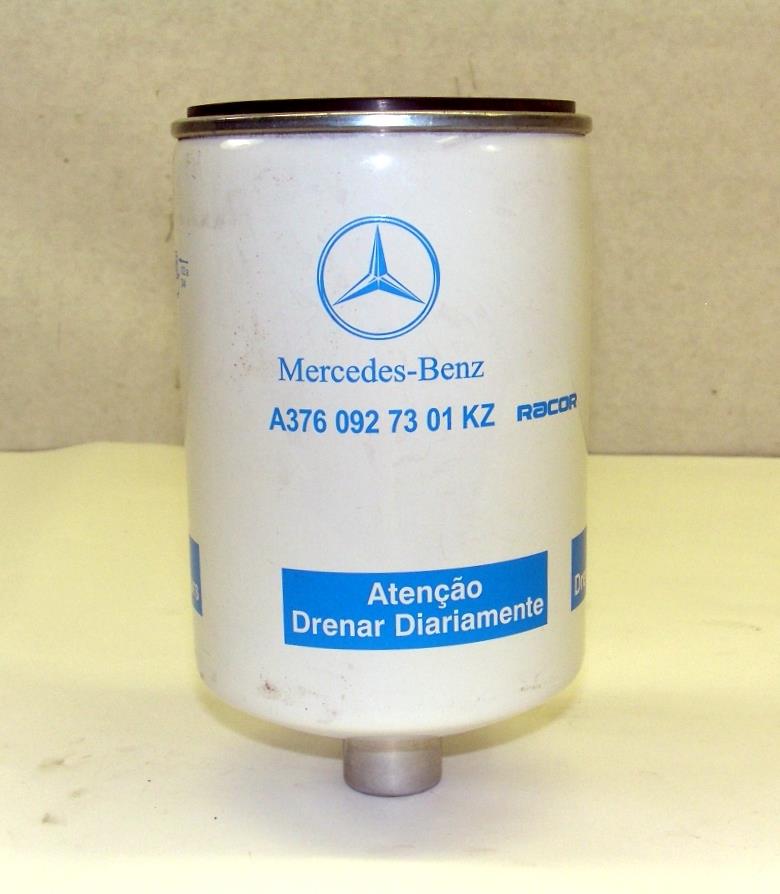 Mercedes-Benz
A376 092 73 01 KZ
RACOR
Atenção
Drenar Diariamente